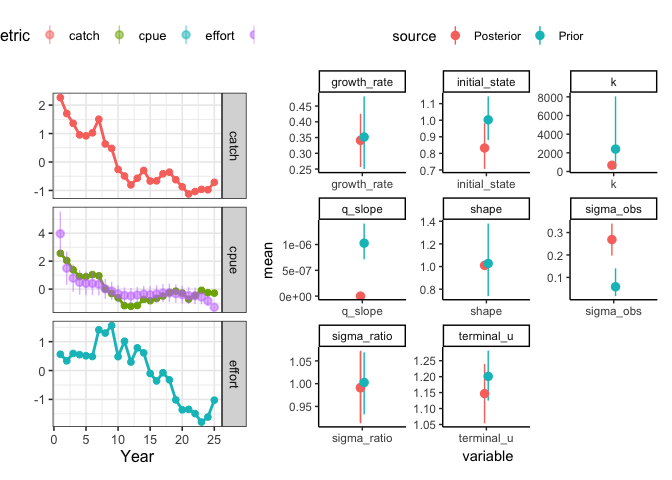 etric catch cpue effort
source Posterior Prior
catch
2
1
0
-1
cpue
4
2
0
effort
1
0
-1
0 5 10 15 20 25
Year
mean
growth_rate
0.45
0.40
0.35
0.30
0.25
growth_rate
initial_state
1.1
1.0
0.9
0.8
0.7
initial_state
k
8000
6000
4000
2000
0
k
q_slope
1e-06
5e-07
0e+00
q_slope
shape
1.4
1.2
1.0
0.8
shape
sigma_obs
0.3
0.2
0.1
sigma_obs
sigma_ratio
1.05
1.00
0.95
sigma_ratio
terminal_u
1.25
1.20
1.15
1.10
1.05
terminal_u
variable